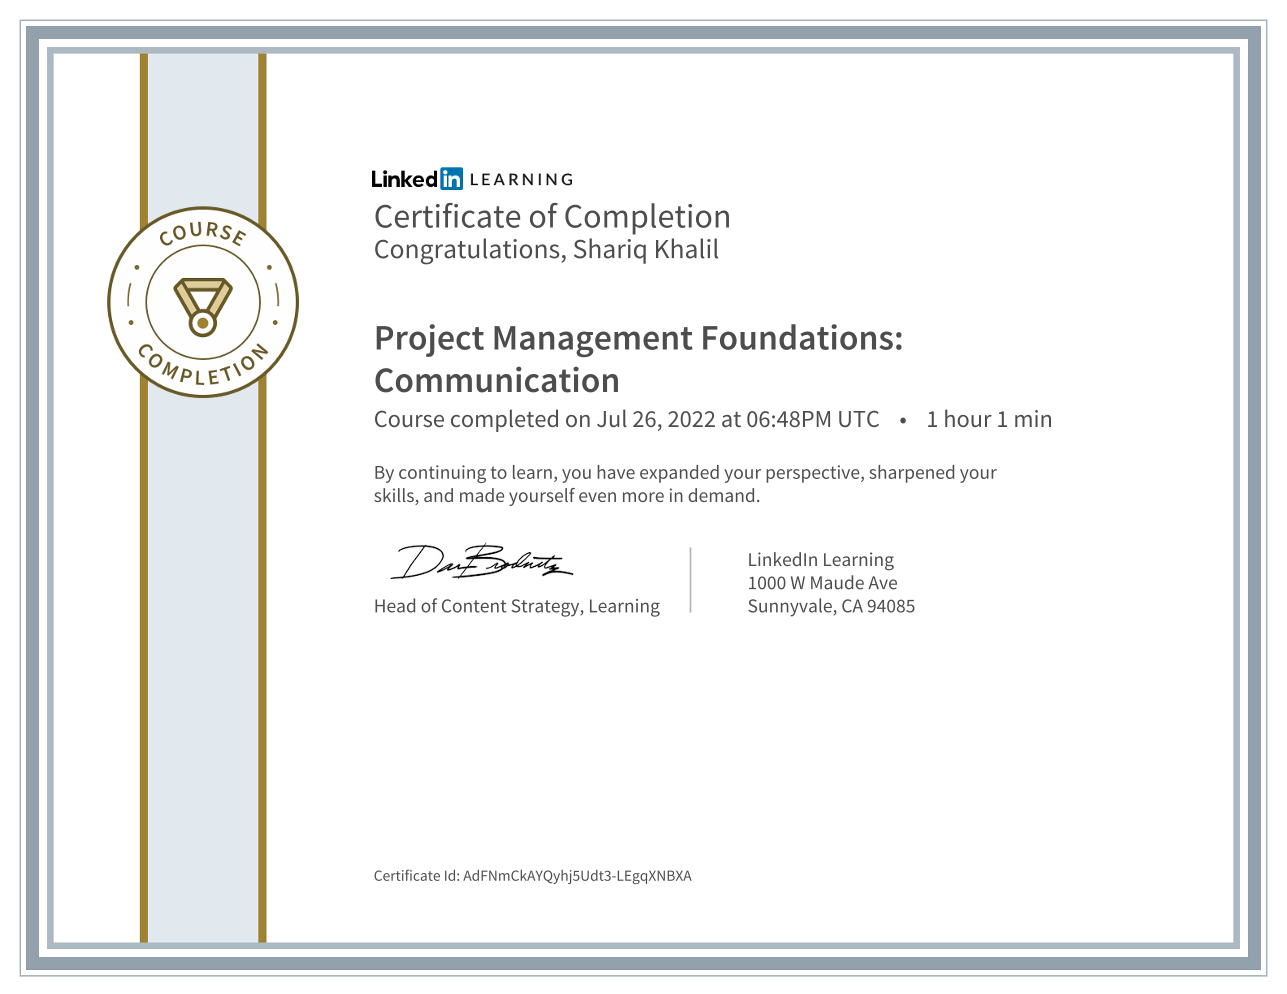 LinkedIn LEARNING
Certificate of Completion
Congratulations, Shariq Khalil
COURSE
COMPLETION
Project Management Foundations:
Communication
Course completed on Jul 26, 2022 at 06:48PM UTC • 1 hour 1 min
By continuing to learn, you have expanded your perspective, sharpened your
skills, and made yourself even more in demand.
Dan Brodnitz
Head of Content Strategy, Learning
LinkedIn Learning
1000 W Maude Ave
Sunnyvale, CA 94085
Certificate Id: AdFNmCkAYQyhj5Udt3-LEgqXNBXA